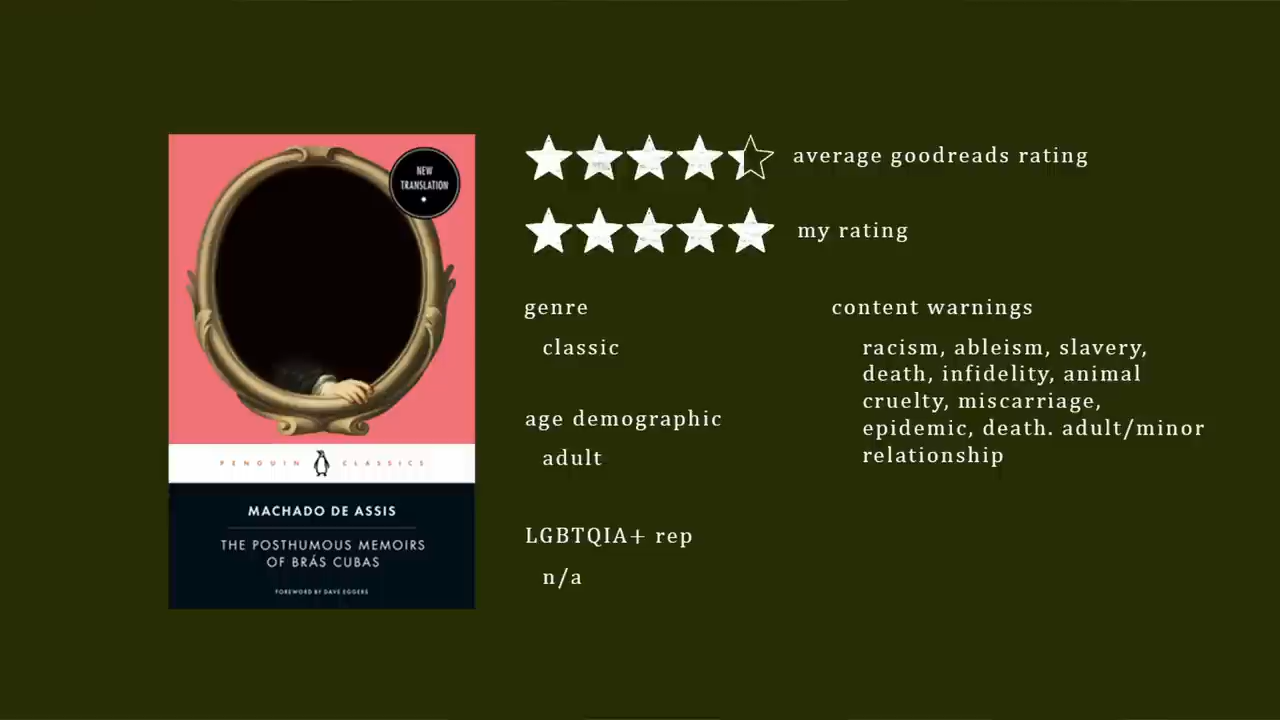 NEW
TRANSLATION
PENGUIN CLASSICS
MACHADO DE ASSIS
THE POSTHUMOUS MEMOIRS
OF BRÁS CUBAS
FOREWORD BY DAVE EGGERS
average goodreads rating
my rating
genre
classic
age demographic
adult
LGBTQIA+ rep
n/a
content warnings
racism, ableism, slavery,
death, infidelity, animal
cruelty, miscarriage,
epidemic, death. adult/minor
relationship